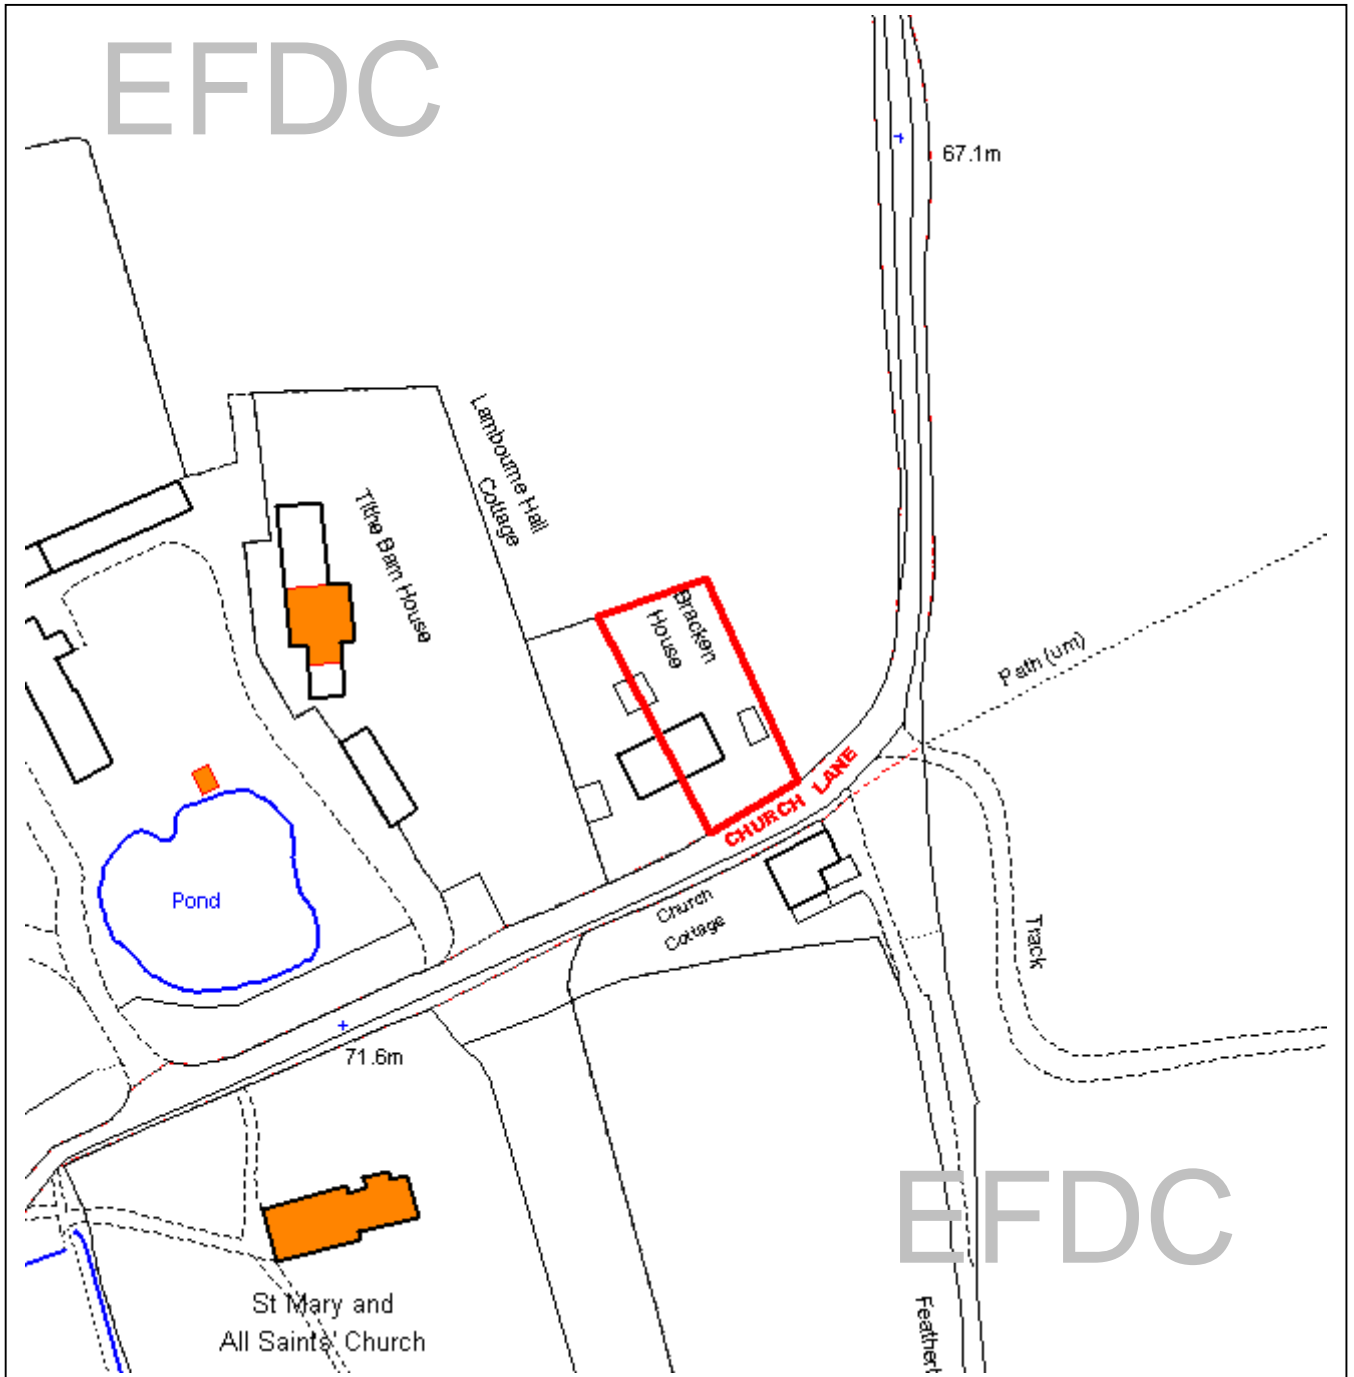 EFDC
67.1m
Lambourne Hall
Cottage
Tithe Barn House
Bracken
House
Path (um)
CHURCH LANE
Church
Cottage
Pond
Track
71.6m
EFDC
St Mary and
All Saints' Church